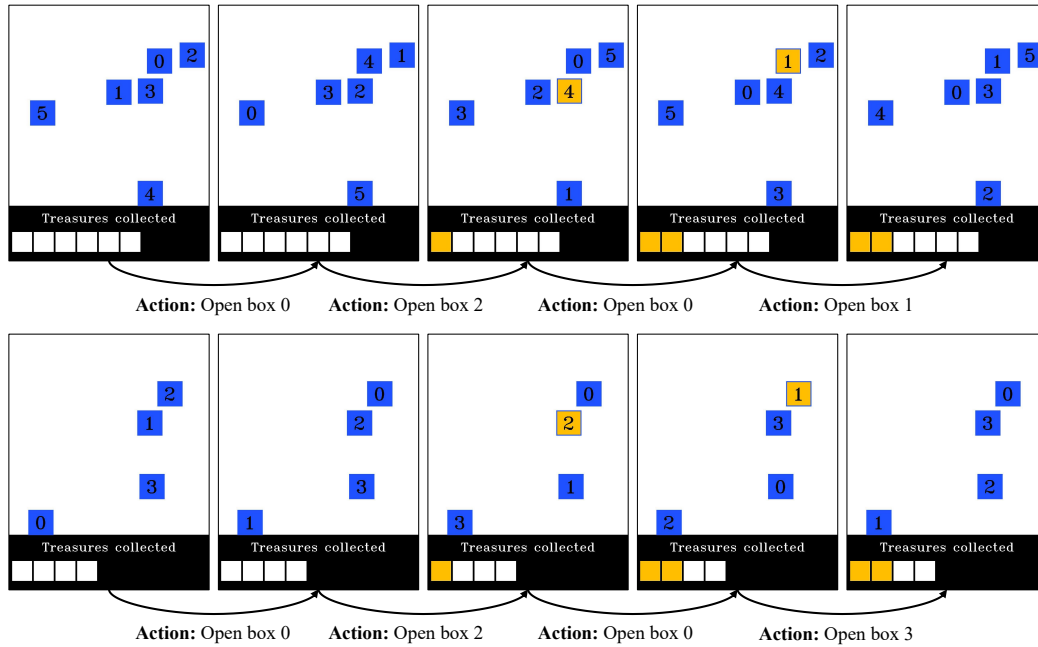 0 2
1 3
5
4
Treasures collected
4 1
3 2
0
5
Treasures collected
0 5
2 4
3
1
Treasures collected
1 2
0 4
5
3
Treasures collected
1 5
0 3
4
2
Treasures collected
Action: Open box 0
Action: Open box 2
Action: Open box 0
Action: Open box 1
2
1
3
0
Treasures collected
0
2
3
1
Treasures collected
0
2
1
3
Treasures collected
1
3
0
2
Treasures collected
0
3
2
1
Treasures collected
Action: Open box 0
Action: Open box 2
Action: Open box 0
Action: Open box 3